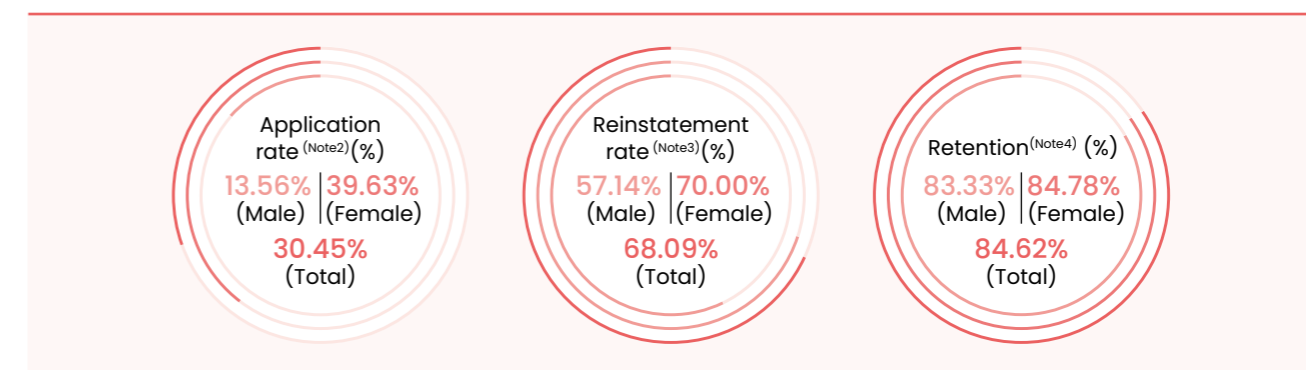 Application
rate (Note2)(%)
13.56% 39.63%
(Male) (Female)
30.45%
(Total)
Reinstatement
rate (Note3)(%)
57.14% 70.00%
(Male) (Female)
68.09%
(Total)
Retention(Note4) (%)
83.33% 84.78%
(Male) (Female)
84.62%
(Total)